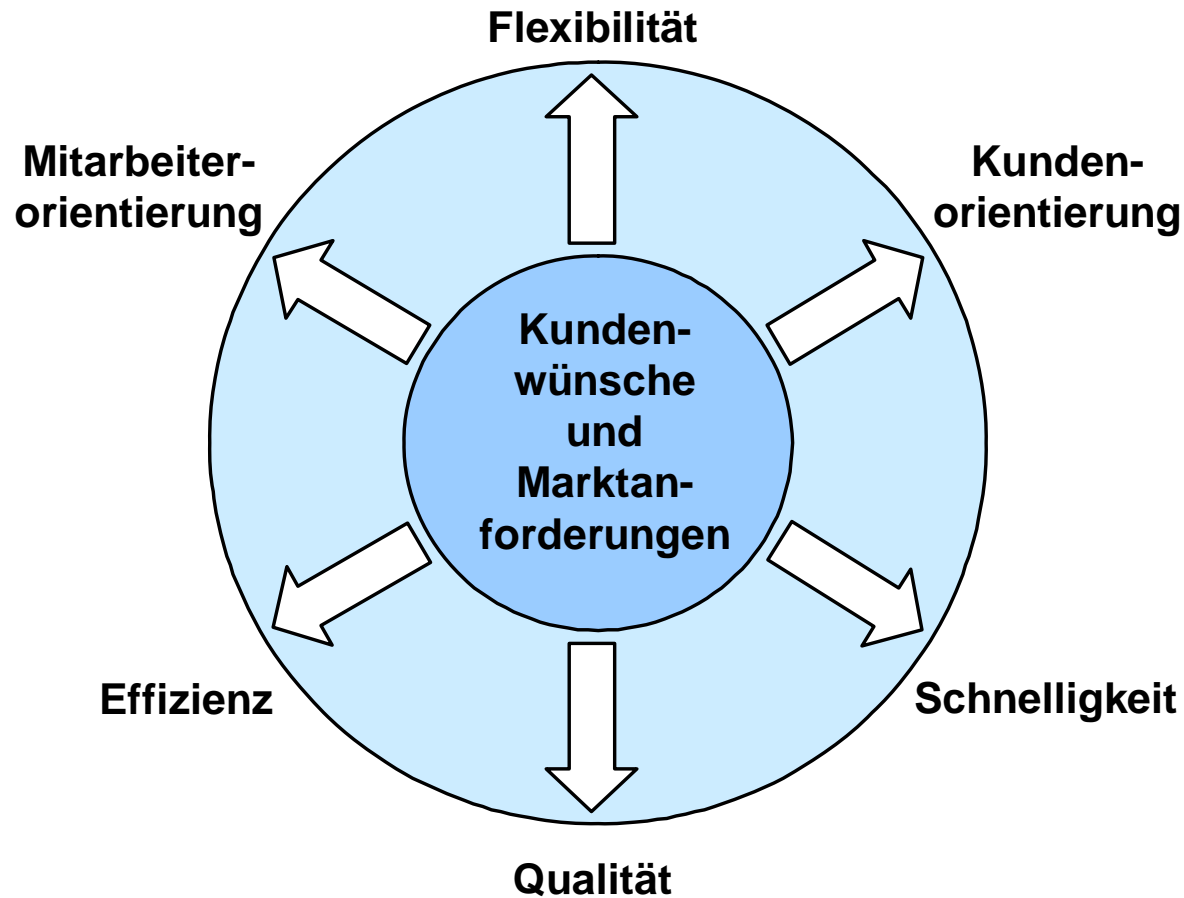 Flexibilität
Mitarbeiter-
orientierung
Kunden-
orientierung
Kunden-
wünsche
und
Marktan-
forderungen
Effizienz
Schnelligkeit
Qualität